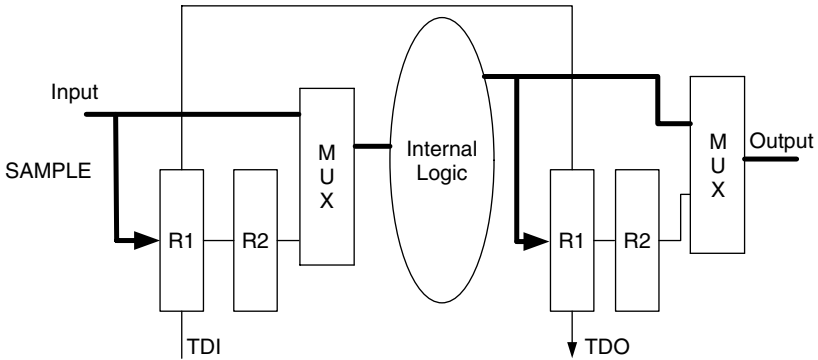 Input
SAMPLE
R1
R2
M
U
X
Internal
Logic
R1
R2
M
U
X
Output
TDI
TDO